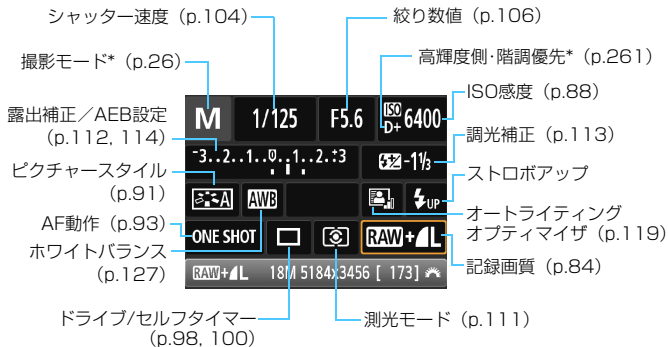 シャッター速度（p.104）
絞り数値（p.106）
撮影モード*（p.26）
高輝度側・階調優先*（p.261）
ISO感度（p.88）
露出補正／AEB設定
（p.112, 114）
調光補正（p.113）
ピクチャースタイル
（p.91）
ストロボアップ
AF動作（p.93）
オートライティング
オプティマイザ（p.119）
ホワイトバランス
（p.127）
記録画質（p.84）
ドライブ/セルフタイマー
（p.98, 100）
測光モード（p.111）
M 1/125 F5.6 ISO D+ 6400
-3..2..1..0..1..2.:3 -1⅓
A AWB UP
ONE SHOT RAW+L
RAW+L 18M 5184x3456 [ 173]